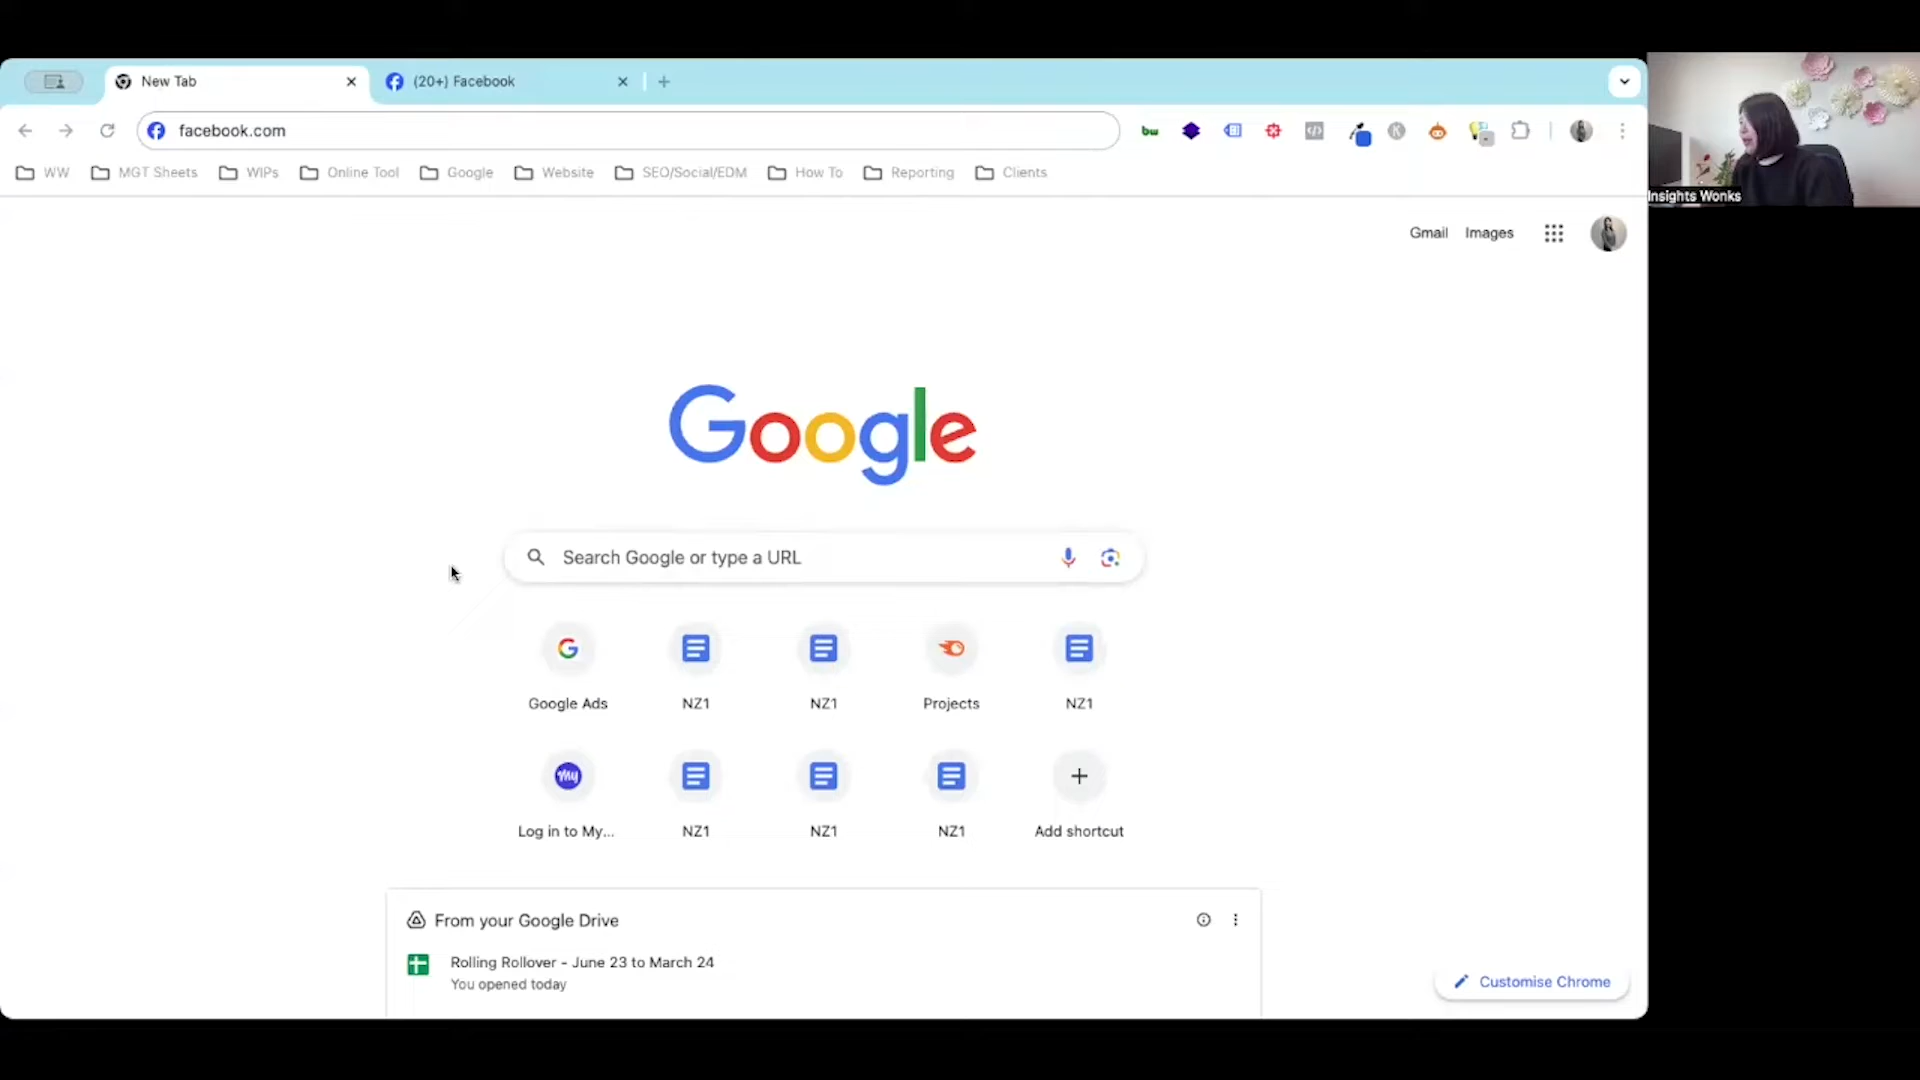 New Tab
(20+) Facebook
facebook.com
WW
MGT Sheets
WIPs
Online Tool
Google
Website
SEO/Social/EDM
How To
Reporting
Clients
Insights Wonks
Gmail
Images
Google
Search Google or type a URL
Google Ads
NZ1
NZ1
Projects
NZ1
My
Log in to My...
NZ1
NZ1
NZ1
Add shortcut
From your Google Drive
Rolling Rollover - June 23 to March 24
You opened today
Customise Chrome
bw